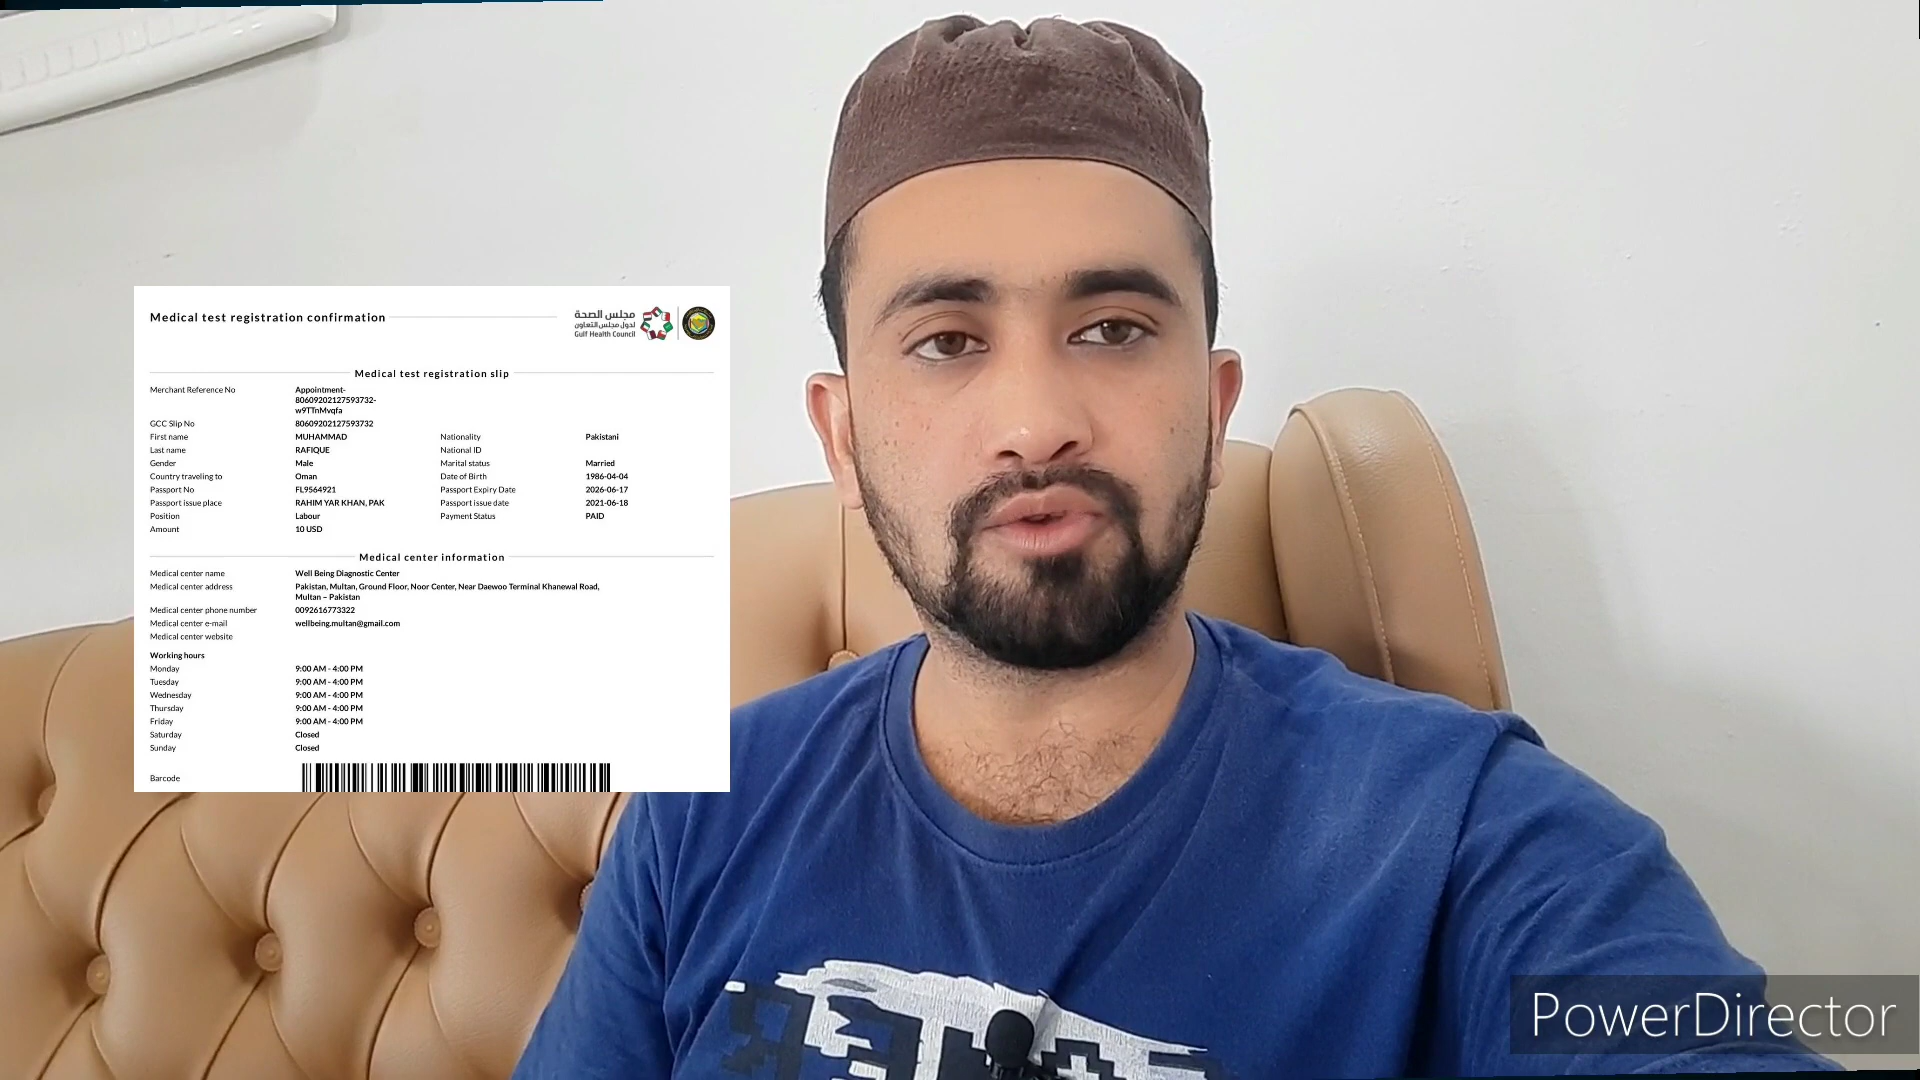 Medical test registration confirmation
مجلس الصحة
لدول مجلس التعاون
Gulf Health Council
Medical test registration slip
Merchant Reference No Appointment-
80609202127593732-
w9TTnMvqfa
GCC Slip No 80609202127593732
First name MUHAMMAD Nationality Pakistani
Last name RAFIQUE National ID
Gender Male Marital status Married
Country traveling to Oman Date of Birth 1986-04-04
Passport No FL9564921 Passport Expiry Date 2026-06-17
Passport issue place RAHIM YAR KHAN, PAK Passport issue date 2021-06-18
Position Labour Payment Status PAID
Amount 10 USD
Medical center information
Medical center name Well Being Diagnostic Center
Medical center address Pakistan, Multan, Ground Floor, Noor Center, Near Daewoo Terminal Khanewal Road,
Multan – Pakistan
Medical center phone number 0092616773322
Medical center e-mail wellbeing.multan@gmail.com
Medical center website
Working hours
Monday 9:00 AM - 4:00 PM
Tuesday 9:00 AM - 4:00 PM
Wednesday 9:00 AM - 4:00 PM
Thursday 9:00 AM - 4:00 PM
Friday 9:00 AM - 4:00 PM
Saturday Closed
Sunday Closed
Barcode
PowerDirector